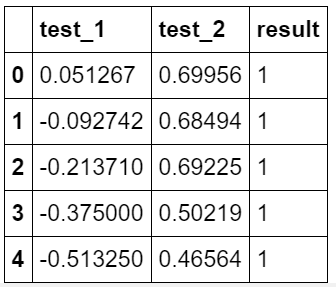 test_1 test_2 result
0 0.051267 0.69956 1
1 -0.092742 0.68494 1
2 -0.213710 0.69225 1
3 -0.375000 0.50219 1
4 -0.513250 0.46564 1